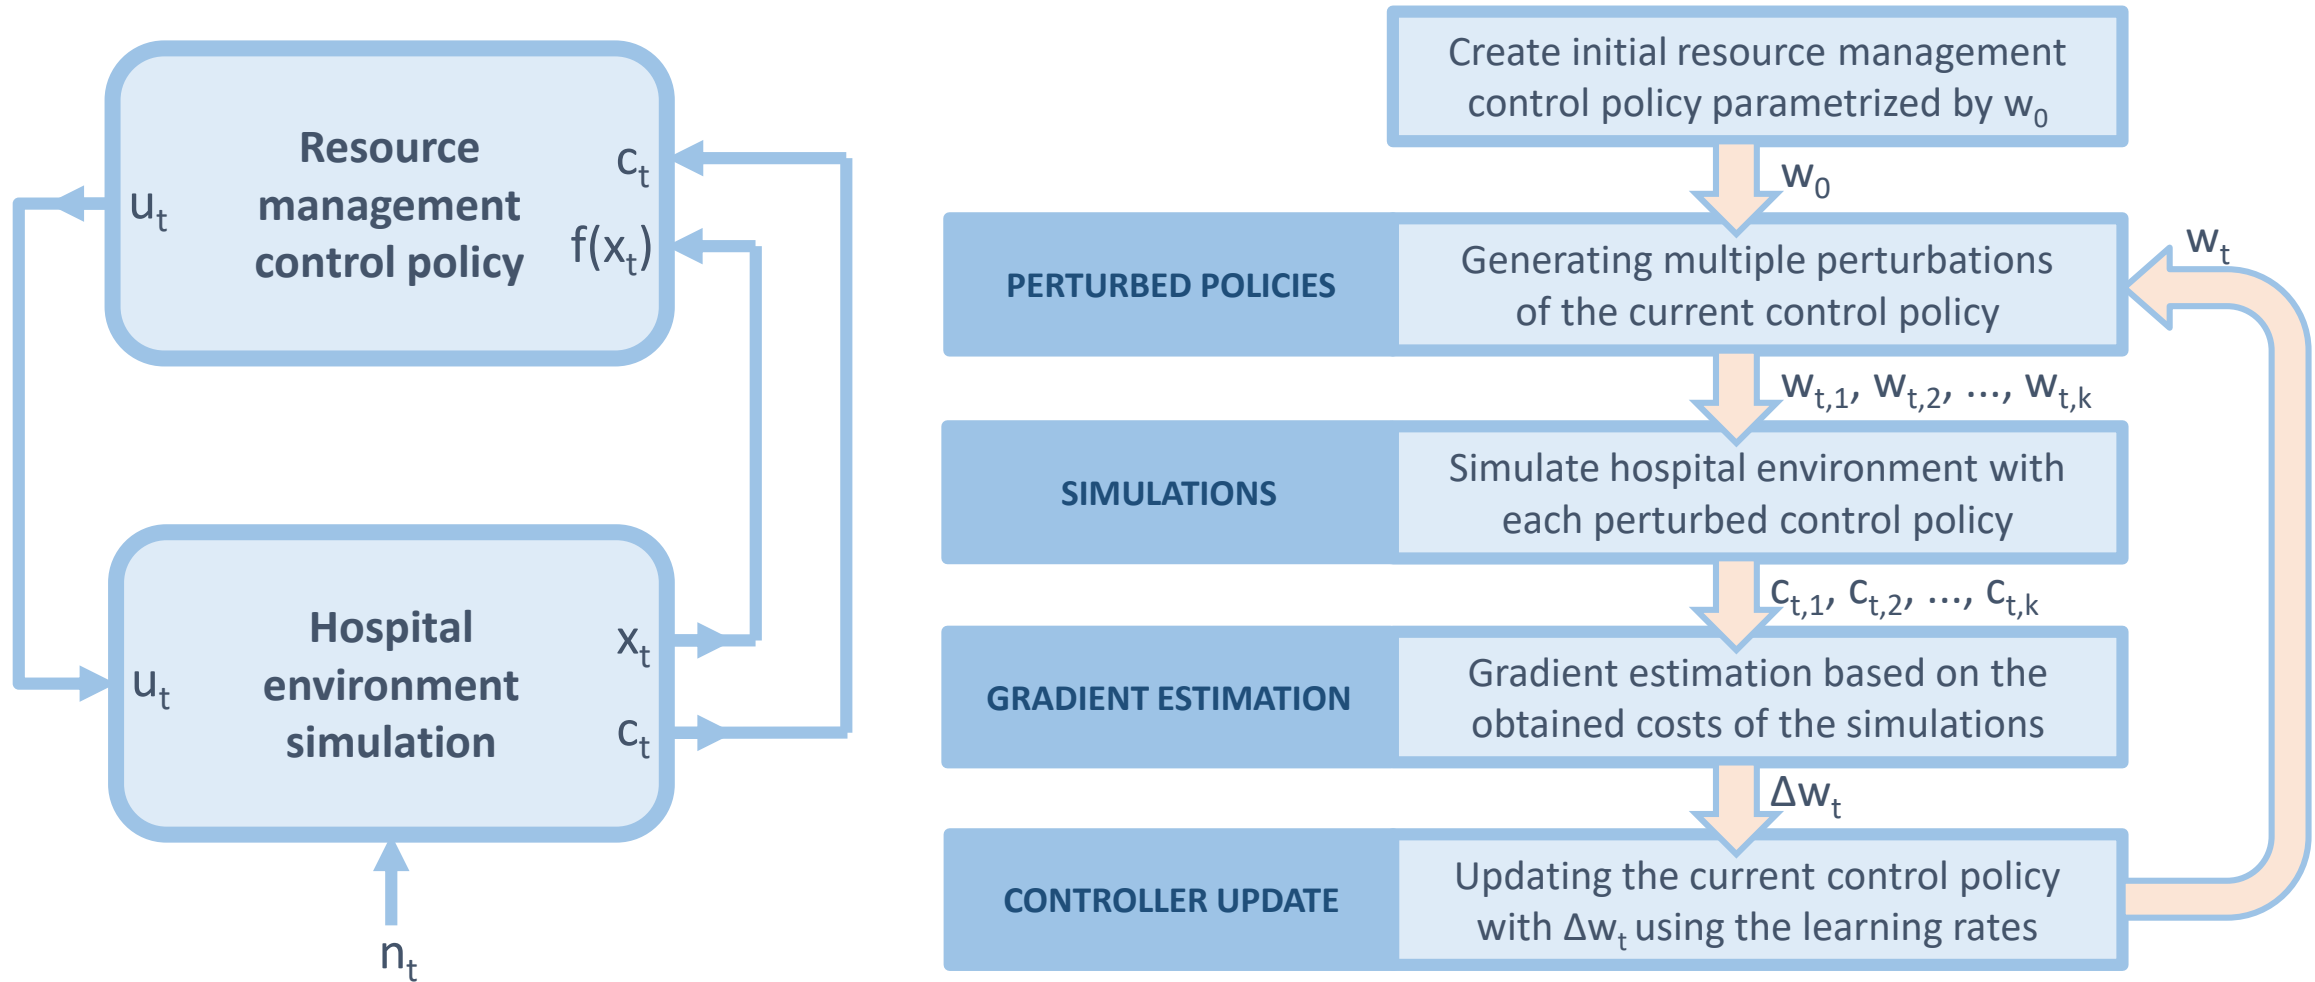 Resource
management
control policy
u_t
c_t
f(x_t)
Hospital
environment
simulation
u_t
x_t
c_t
n_t
Create initial resource management
control policy parametrized by w_0
w_0
PERTURBED POLICIES
Generating multiple perturbations
of the current control policy
w_t
w_t,1, w_t,2, ..., w_t,k
SIMULATIONS
Simulate hospital environment with
each perturbed control policy
c_t,1, c_t,2, ..., c_t,k
GRADIENT ESTIMATION
Gradient estimation based on the
obtained costs of the simulations
Δw_t
CONTROLLER UPDATE
Updating the current control policy
with Δw_t using the learning rates